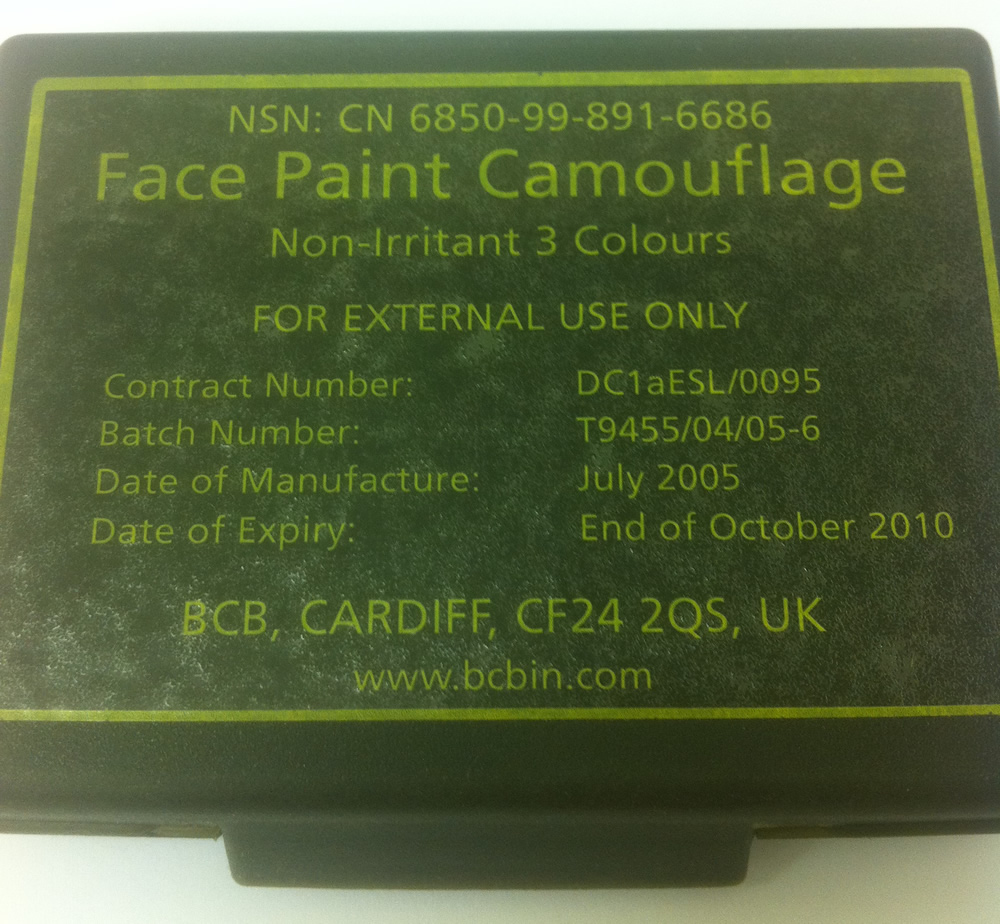 NSN: CN 6850-99-891-6686
Face Paint Camouflage
Non-Irritant 3 Colours
FOR EXTERNAL USE ONLY
Contract Number: DC1aESL/0095
Batch Number: T9455/04/05-6
Date of Manufacture: July 2005
Date of Expiry: End of October 2010
BCB, CARDIFF, CF24 2QS, UK
www.bcbin.com